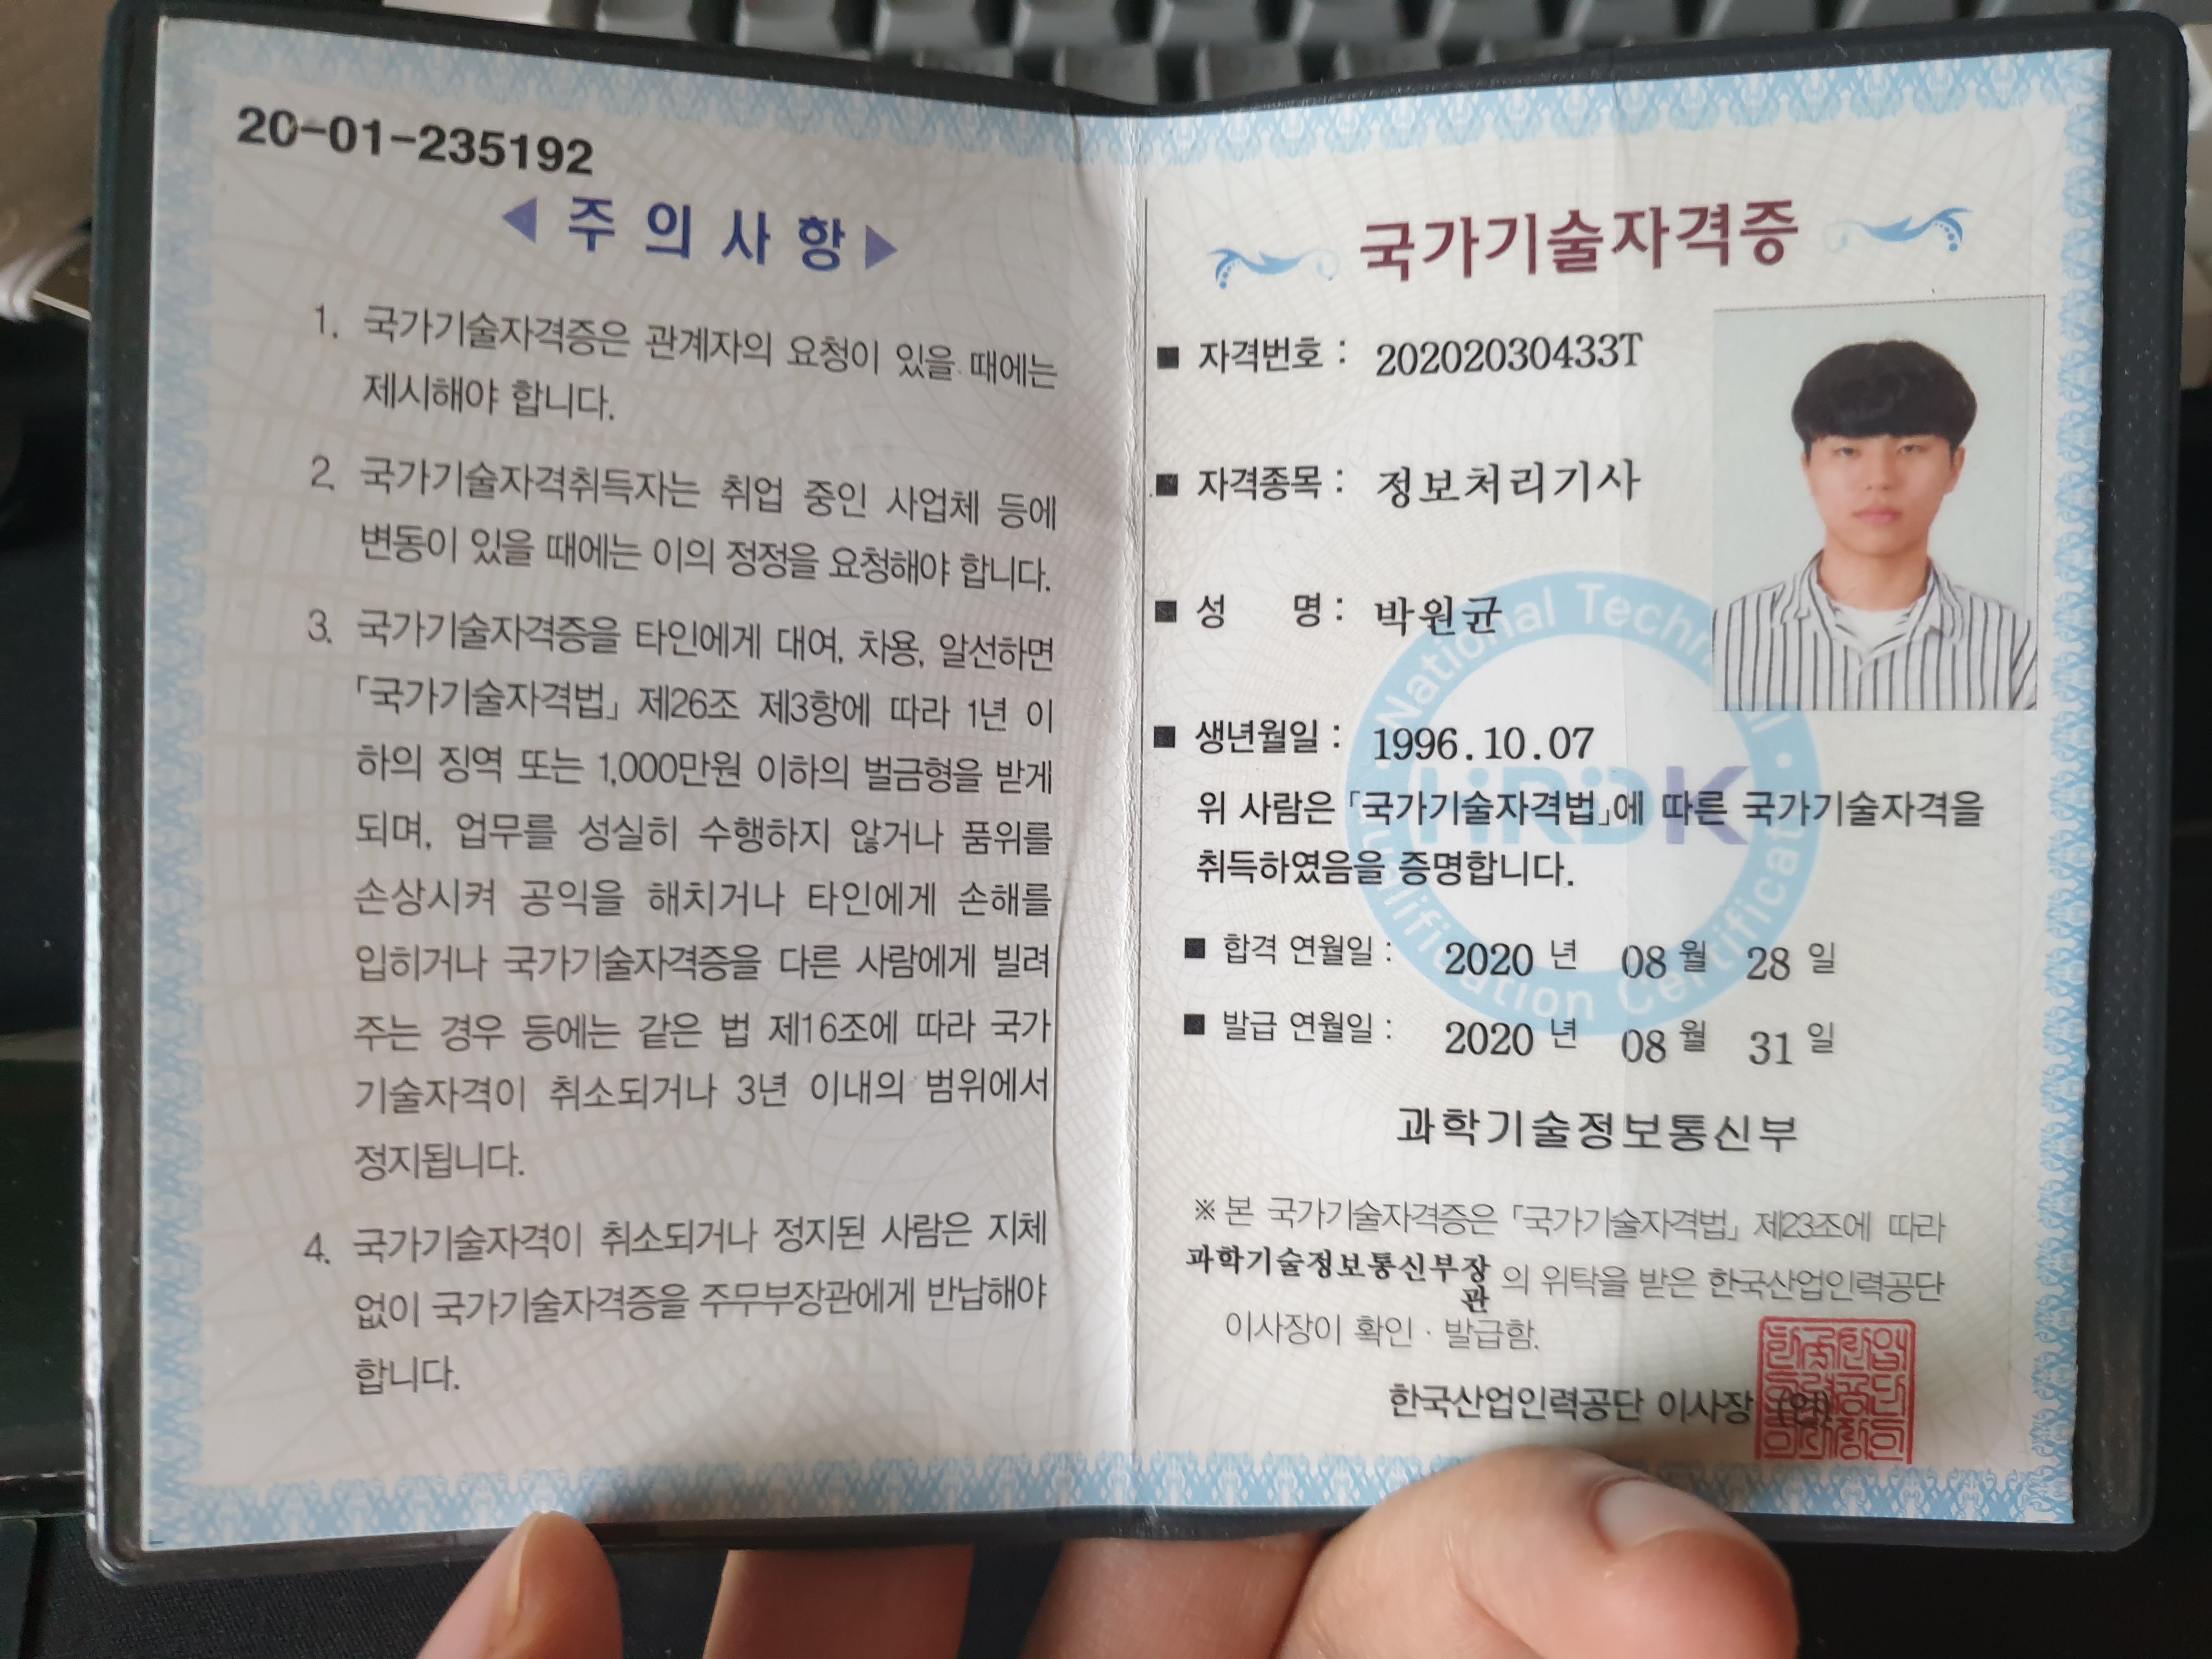 20-01-235192
◀ 주 의 사 항 ▶
1. 국가기술자격증은 관계자의 요청이 있을 때에는
제시해야 합니다.
2. 국가기술자격취득자는 취업 중인 사업체 등에
변동이 있을 때에는 이의 정정을 요청해야 합니다.
3. 국가기술자격증을 타인에게 대여, 차용, 알선하면
「국가기술자격법」 제26조 제3항에 따라 1년 이
하의 징역 또는 1,000만원 이하의 벌금형을 받게
되며, 업무를 성실히 수행하지 않거나 품위를
손상시켜 공익을 해치거나 타인에게 손해를
입히거나 국가기술자격증을 다른 사람에게 빌려
주는 경우 등에는 같은 법 제16조에 따라 국가
기술자격이 취소되거나 3년 이내의 범위에서
정지됩니다.
4. 국가기술자격이 취소되거나 정지된 사람은 지체
없이 국가기술자격증을 주무부장관에게 반납해야
합니다.
국가기술자격증
■ 자격번호 : 20202030433T
■ 자격종목 : 정보처리기사
■ 성 명 : 박원균
■ 생년월일 : 1996.10.07
위 사람은 「국가기술자격법」에 따른 국가기술자격을
취득하였음을 증명합니다.
■ 합격 연월일 : 2020 년 08 월 28 일
■ 발급 연월일 : 2020 년 08 월 31 일
과학기술정보통신부
※ 본 국가기술자격증은 「국가기술자격법」 제23조에 따라
과학기술정보통신부장관의 위탁을 받은 한국산업인력공단
이사장이 확인 · 발급함.
한국산업인력공단 이사장
National Techn
Certificat